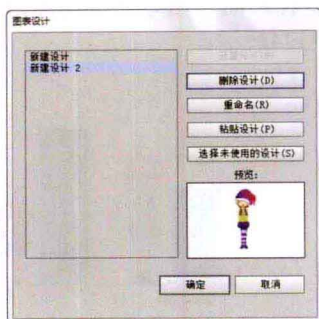 图表设计
新建设计
新建设计 2
删除设计(D)
重命名(R)
粘贴设计(P)
选择未使用的设计(S)
预览:
确定
取消